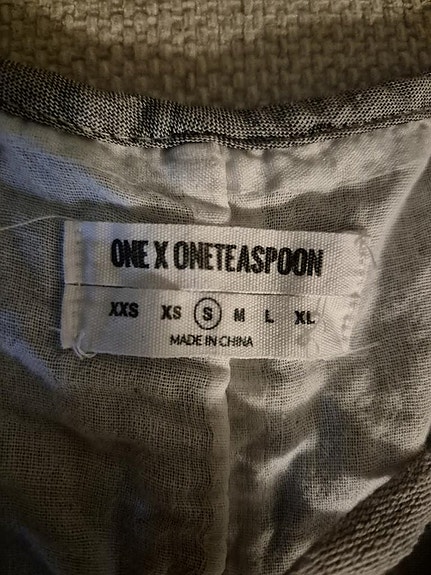 ONE X ONETEASPOON
XXS XS S M L XL
MADE IN CHINA